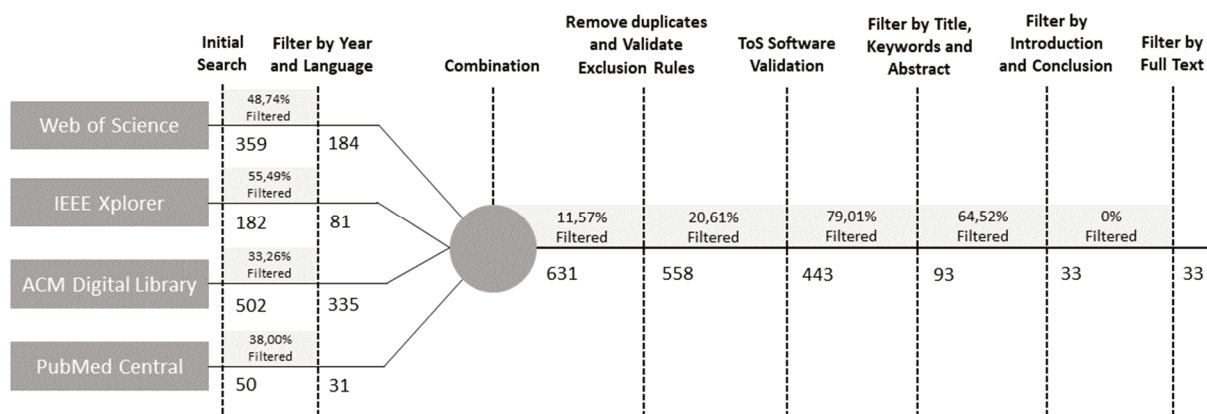 Initial
Search
Filter by Year
and Language
Combination
Remove duplicates
and Validate
Exclusion Rules
ToS Software
Validation
Filter by Title,
Keywords and
Abstract
Filter by
Introduction
and Conclusion
Filter by
Full Text
Web of Science
48,74%
Filtered
359
184
IEEE Xplorer
55,49%
Filtered
182
81
ACM Digital Library
33,26%
Filtered
502
335
PubMed Central
38,00%
Filtered
50
31
11,57%
Filtered
631
20,61%
Filtered
558
79,01%
Filtered
443
64,52%
Filtered
93
0%
Filtered
33
33